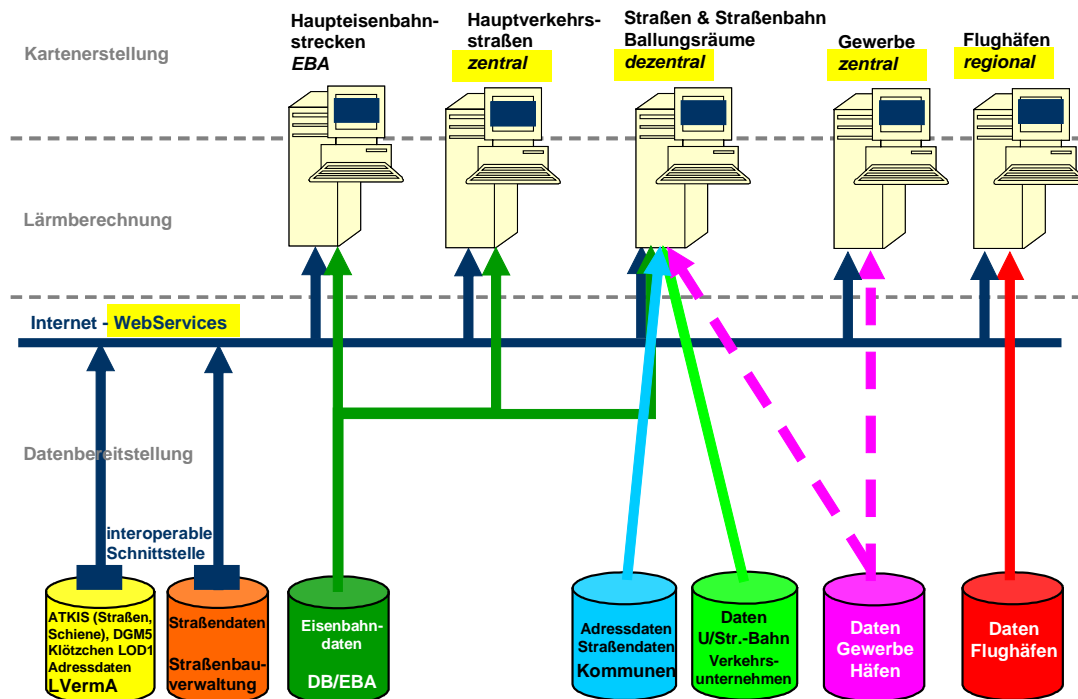 Haupteisenbahn-
strecken
EBA
Hauptverkehrs-
straßen
zentral
Straßen & Straßenbahn
Ballungsräume
dezentral
Gewerbe
zentral
Flughäfen
regional
Kartenerstellung
Lärmberechnung
Internet - WebServices
Datenbereitstellung
interoperable
Schnittstelle
ATKIS (Straßen,
Schiene), DGM5
Klötzchen LOD1
Adressdaten
LVermA
Straßendaten
Straßenbau-
verwaltung
Eisenbahn-
daten
DB/EBA
Adressdaten
Straßendaten
Kommunen
Daten
U/Str.-Bahn
Verkehrs-
unternehmen
Daten
Gewerbe
Häfen
Daten
Flughäfen